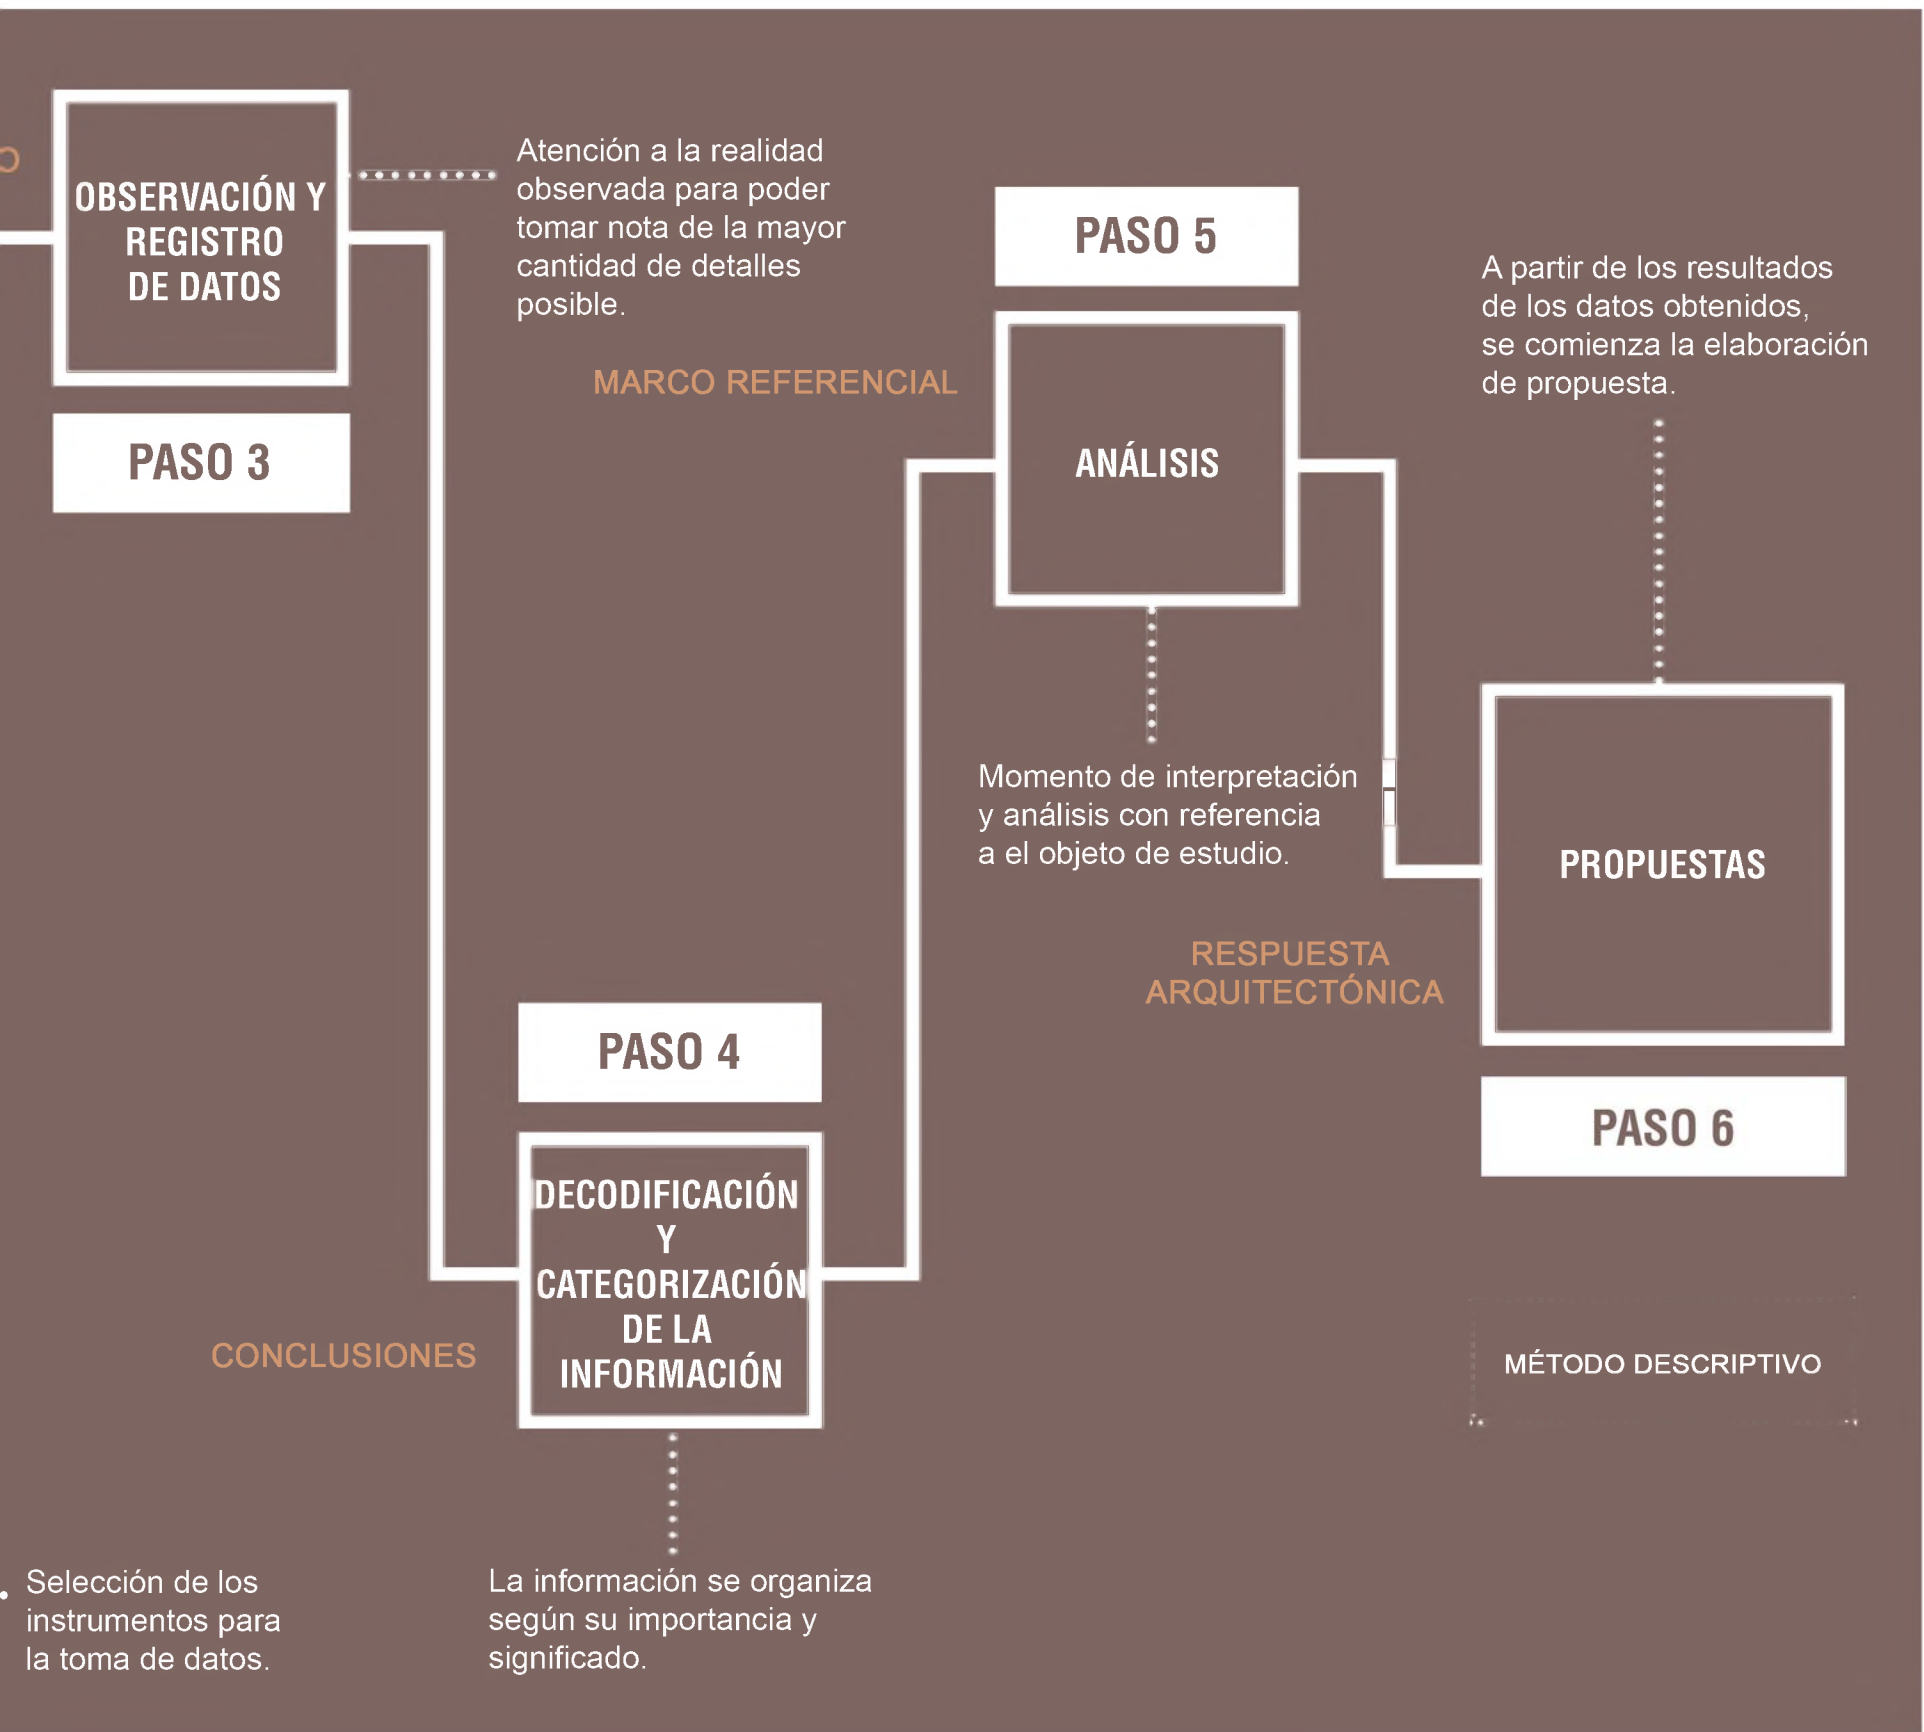 OBSERVACIÓN Y
REGISTRO
DE DATOS
PASO 3
Atención a la realidad
observada para poder
tomar nota de la mayor
cantidad de detalles
posible.
MARCO REFERENCIAL
PASO 5
ANÁLISIS
Momento de interpretación
y análisis con referencia
a el objeto de estudio.
A partir de los resultados
de los datos obtenidos,
se comienza la elaboración
de propuesta.
PROPUESTAS
RESPUESTA
ARQUITECTÓNICA
PASO 6
PASO 4
DECODIFICACIÓN
Y
CATEGORIZACIÓN
DE LA
INFORMACIÓN
CONCLUSIONES
MÉTODO DESCRIPTIVO
Selección de los
instrumentos para
la toma de datos.
La información se organiza
según su importancia y
significado.